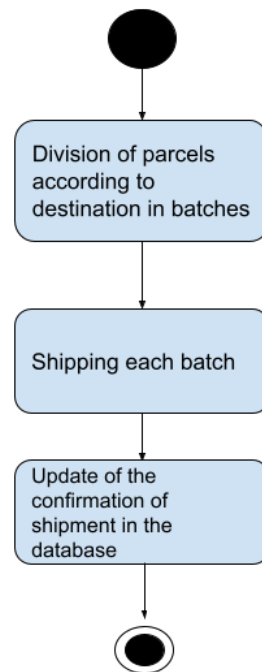 Division of parcels
according to
destination in batches
Shipping each batch
Update of the
confirmation of
shipment in the
database